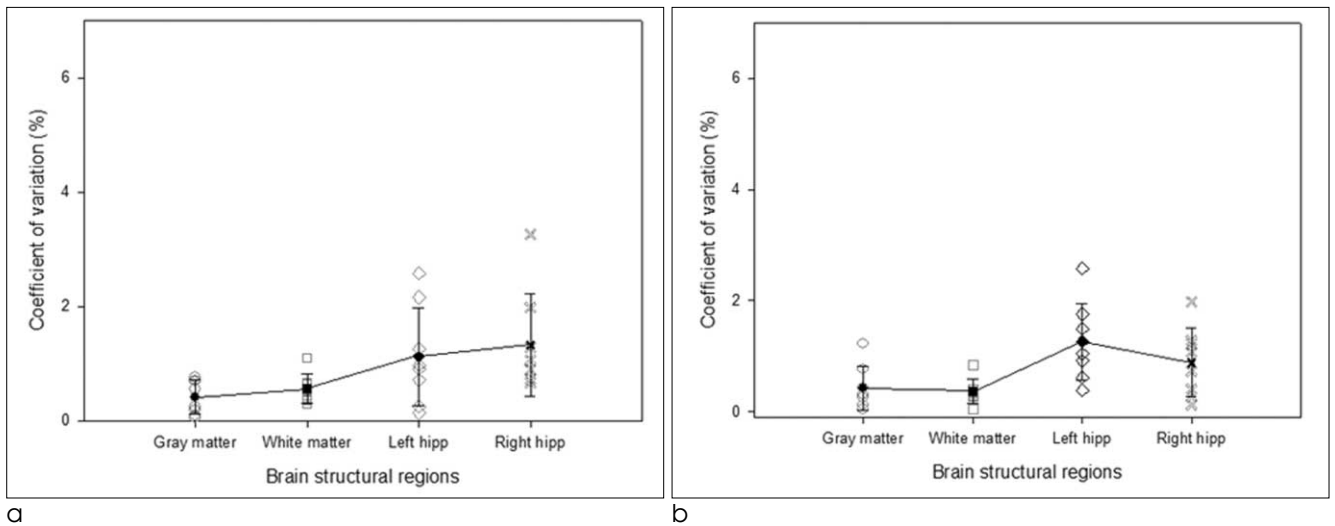 6
4
2
0
Coefficient of variation (%)
Gray matter White matter Left hipp Right hipp
Brain structural regions
a
6
4
2
0
Coefficient of variation (%)
Gray matter White matter Left hipp Right hipp
Brain structural regions
b